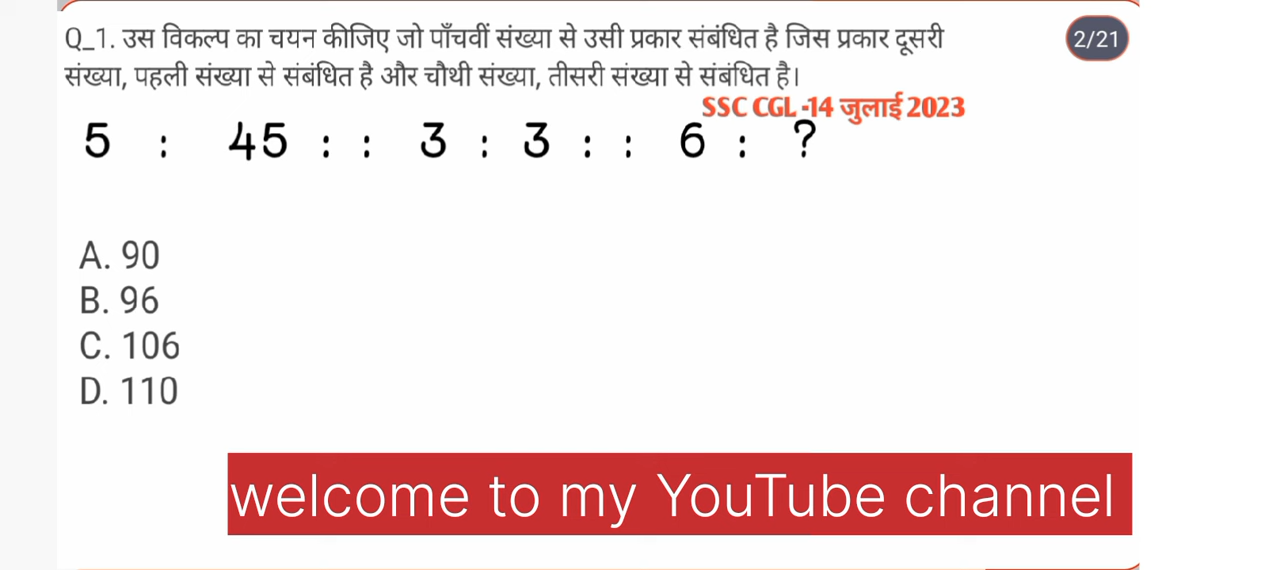 Q_1. उस विकल्प का चयन कीजिए जो पाँचवीं संख्या से उसी प्रकार संबंधित है जिस प्रकार दूसरी
2/21
संख्या, पहली संख्या से संबंधित है और चौथी संख्या, तीसरी संख्या से संबंधित है।
SSC CGL -14 जुलाई 2023
5 : 45 : : 3 : 3 : : 6 : ?
A. 90
B. 96
C. 106
D. 110
welcome to my YouTube channel